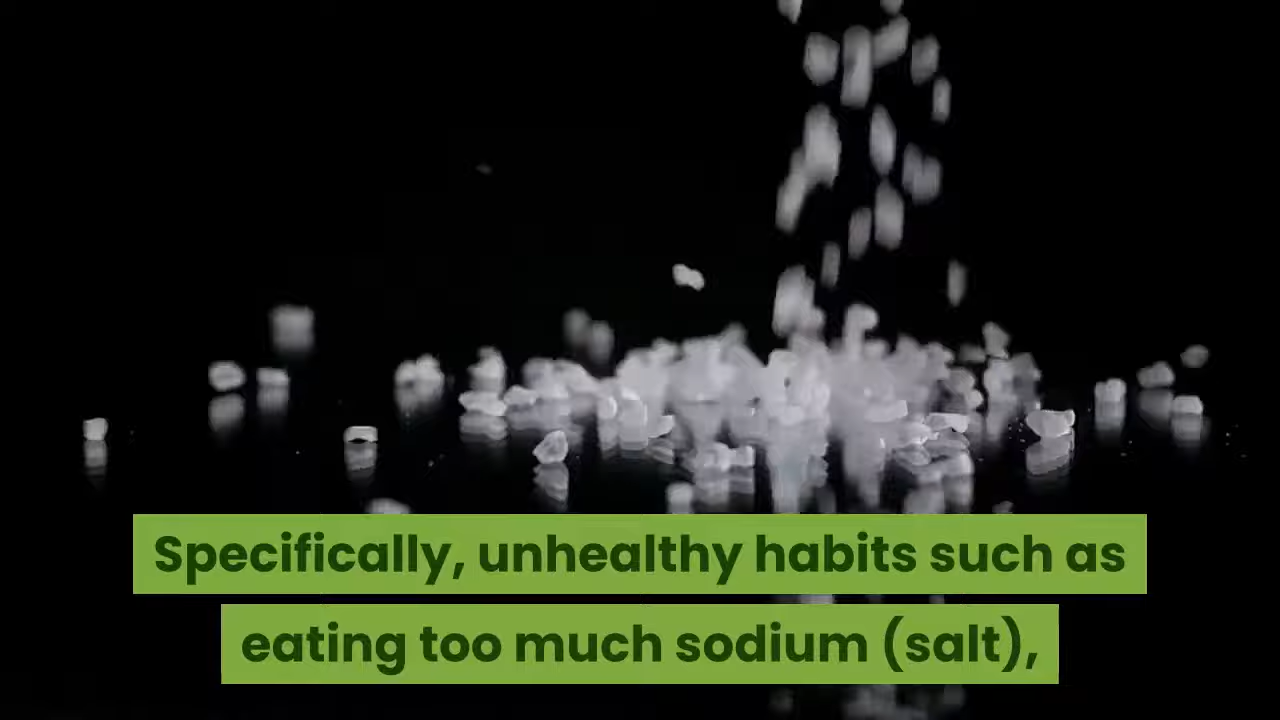 Specifically, unhealthy habits such as
eating too much sodium (salt),